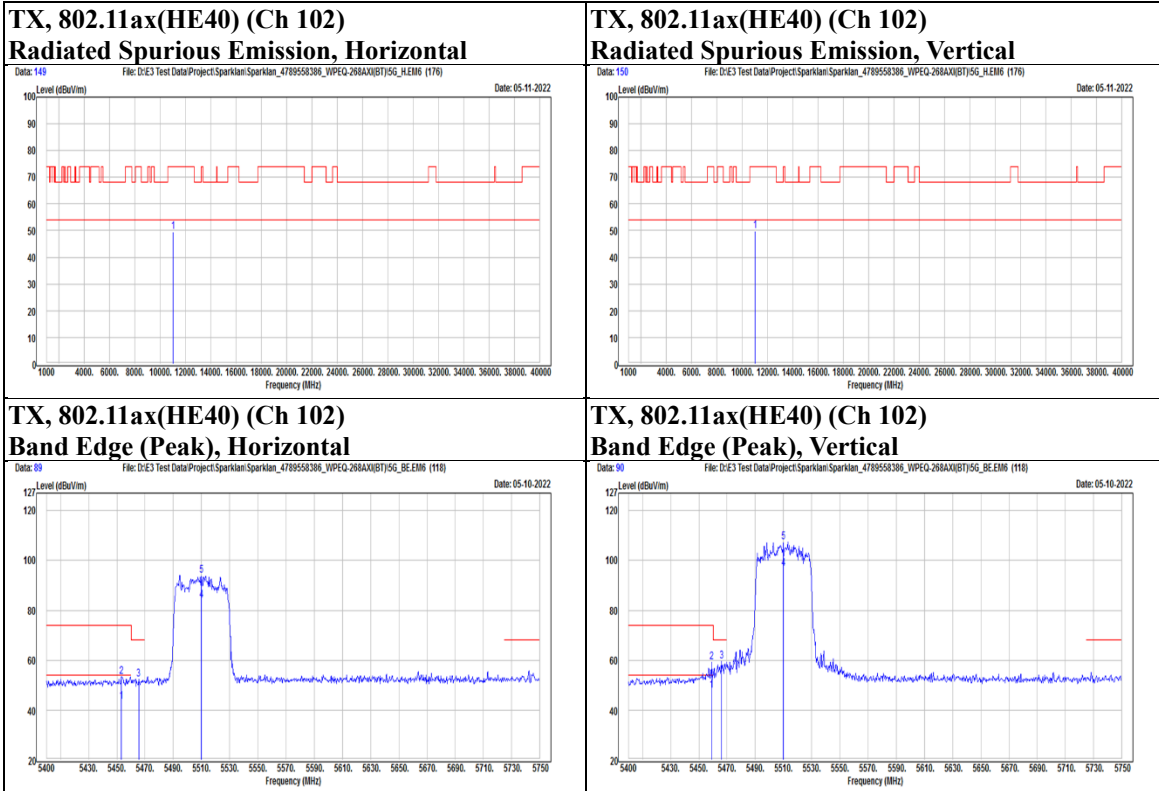 TX, 802.11ax(HE40) (Ch 102)
Radiated Spurious Emission, Horizontal
Data: 149 File: D:\E3 Test Data\Project\Sparklan\Sparklan_4789558386_WPEQ-268AXI(BT)\5G_H.EM6 (176)
Level (dBuV/m) Date: 05-11-2022
100
90
80
70
60
50
40
30
20
10
0
1
1000 4000. 6000. 8000. 10000. 12000. 14000. 16000. 18000. 20000. 22000. 24000. 26000. 28000. 30000. 32000. 34000. 36000. 38000. 40000
Frequency (MHz)
TX, 802.11ax(HE40) (Ch 102)
Radiated Spurious Emission, Vertical
Data: 150 File: D:\E3 Test Data\Project\Sparklan\Sparklan_4789558386_WPEQ-268AXI(BT)\5G_H.EM6 (176)
Level (dBuV/m) Date: 05-11-2022
100
90
80
70
60
50
40
30
20
10
0
1
1000 4000. 6000. 8000. 10000. 12000. 14000. 16000. 18000. 20000. 22000. 24000. 26000. 28000. 30000. 32000. 34000. 36000. 38000. 40000
Frequency (MHz)
TX, 802.11ax(HE40) (Ch 102)
Band Edge (Peak), Horizontal
Data: 89 File: D:\E3 Test Data\Project\Sparklan\Sparklan_4789558386_WPEQ-268AXI(BT)\5G_BE.EM6 (118)
127 Level (dBuV/m) Date: 05-10-2022
120
100
80
60
40
20
5
4
2
3
1
5400 5430. 5450. 5470. 5490. 5510. 5530. 5550. 5570. 5590. 5610. 5630. 5650. 5670. 5690. 5710. 5730. 5750
Frequency (MHz)
TX, 802.11ax(HE40) (Ch 102)
Band Edge (Peak), Vertical
Data: 90 File: D:\E3 Test Data\Project\Sparklan\Sparklan_4789558386_WPEQ-268AXI(BT)\5G_BE.EM6 (118)
127 Level (dBuV/m) Date: 05-10-2022
120
100
80
60
40
20
5
4
2
3
1
5400 5430. 5450. 5470. 5490. 5510. 5530. 5550. 5570. 5590. 5610. 5630. 5650. 5670. 5690. 5710. 5730. 5750
Frequency (MHz)